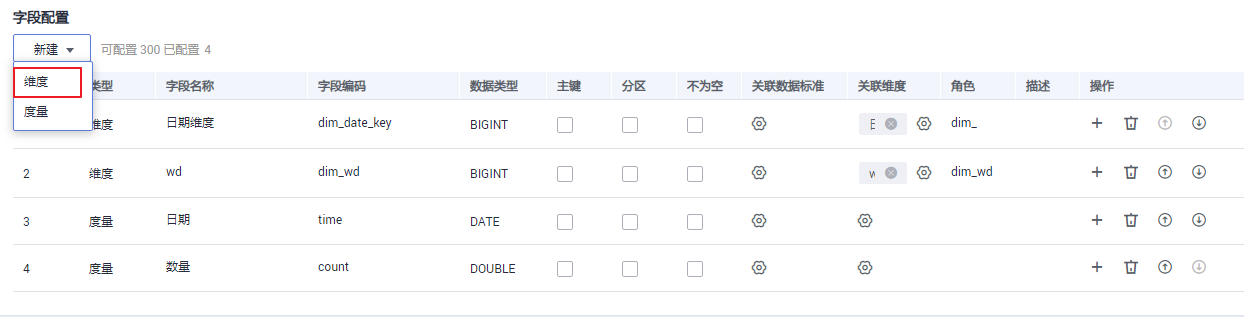 字段配置
新建 可配置 300 已配置 4
维度
度量
类型 字段名称 字段编码 数据类型 主键 分区 不为空 关联数据标准 关联维度 角色 描述 操作
维度 日期维度 dim_date_key BIGINT dim_
2 维度 wd dim_wd BIGINT w dim_wd
3 度量 日期 time DATE
4 度量 数量 count DOUBLE